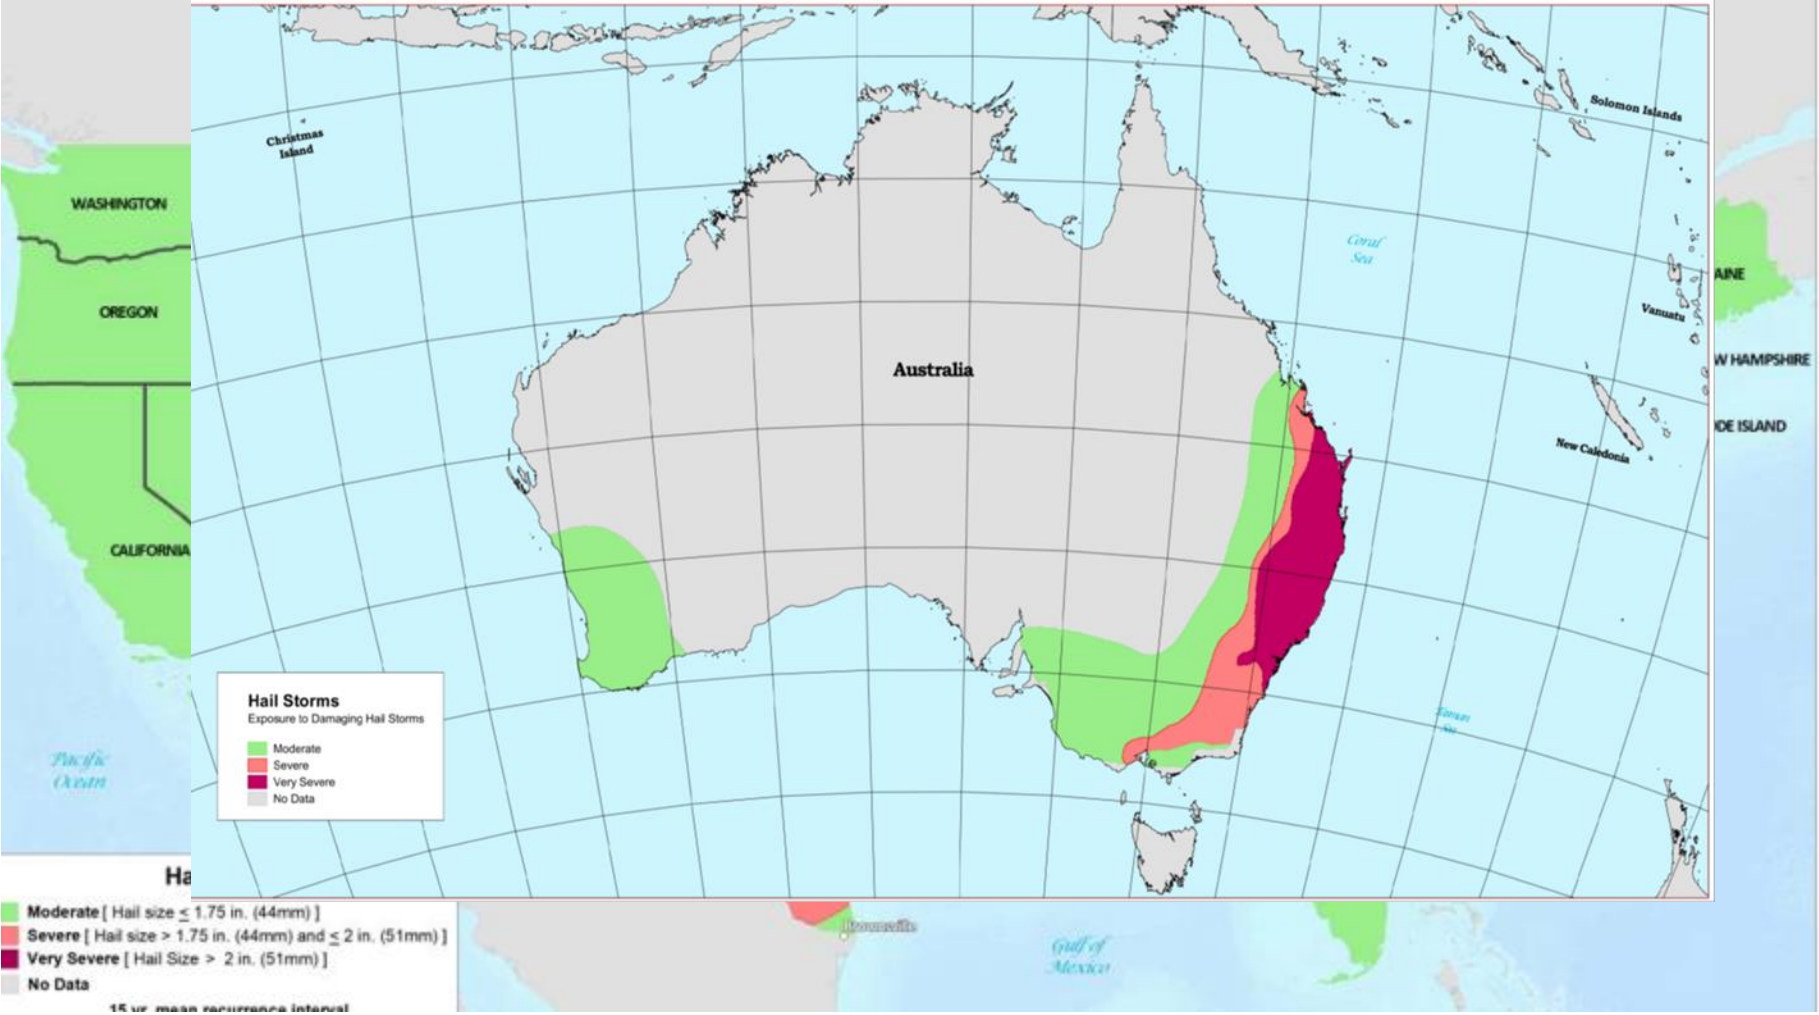 Christmas
Island
Solomon Islands
WASHINGTON
Coral
Sea
AINE
OREGON
Vanuatu
W HAMPSHIRE
Australia
DE ISLAND
New Caledonia
CALIFORNIA
Hail Storms
Exposure to Damaging Hail Storms
Moderate
Severe
Very Severe
No Data
Pacific
Ocean
Ha
Moderate [ Hail size ≤ 1.75 in. (44mm) ]
Severe [ Hail size > 1.75 in. (44mm) and ≤ 2 in. (51mm) ]
Very Severe [ Hail Size > 2 in. (51mm) ]
No Data
15 yr. mean recurrence interval
Brownsville
Gulf of
Mexico